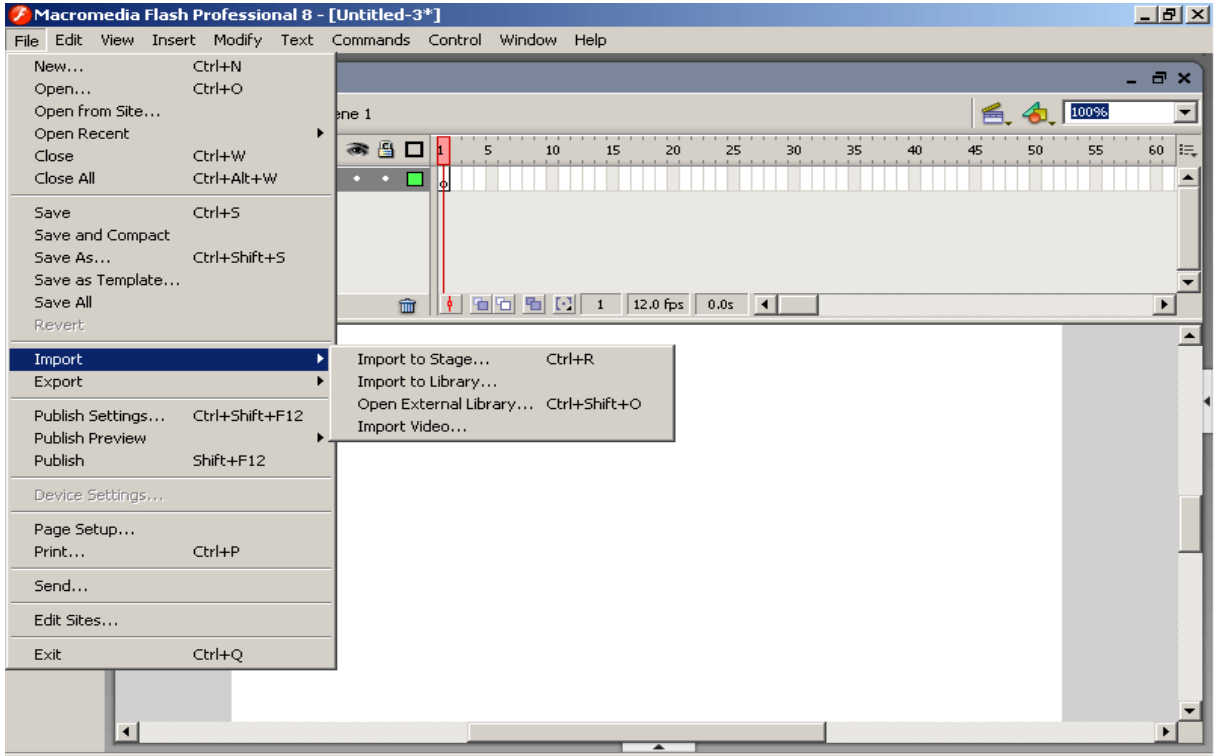 Macromedia Flash Professional 8 - [Untitled-3*]
File Edit View Insert Modify Text Commands Control Window Help
New... Ctrl+N
Open... Ctrl+O
Open from Site...
Open Recent
Close Ctrl+W
Close All Ctrl+Alt+W
Save Ctrl+S
Save and Compact
Save As... Ctrl+Shift+S
Save as Template...
Save All
Revert
Import
Export
Publish Settings... Ctrl+Shift+F12
Publish Preview
Publish Shift+F12
Device Settings...
Page Setup...
Print... Ctrl+P
Send...
Edit Sites...
Exit Ctrl+Q
Import to Stage... Ctrl+R
Import to Library...
Open External Library... Ctrl+Shift+O
Import Video...
ene 1
100%
1 5 10 15 20 25 30 35 40 45 50 55 60
1 12.0 fps 0.0s